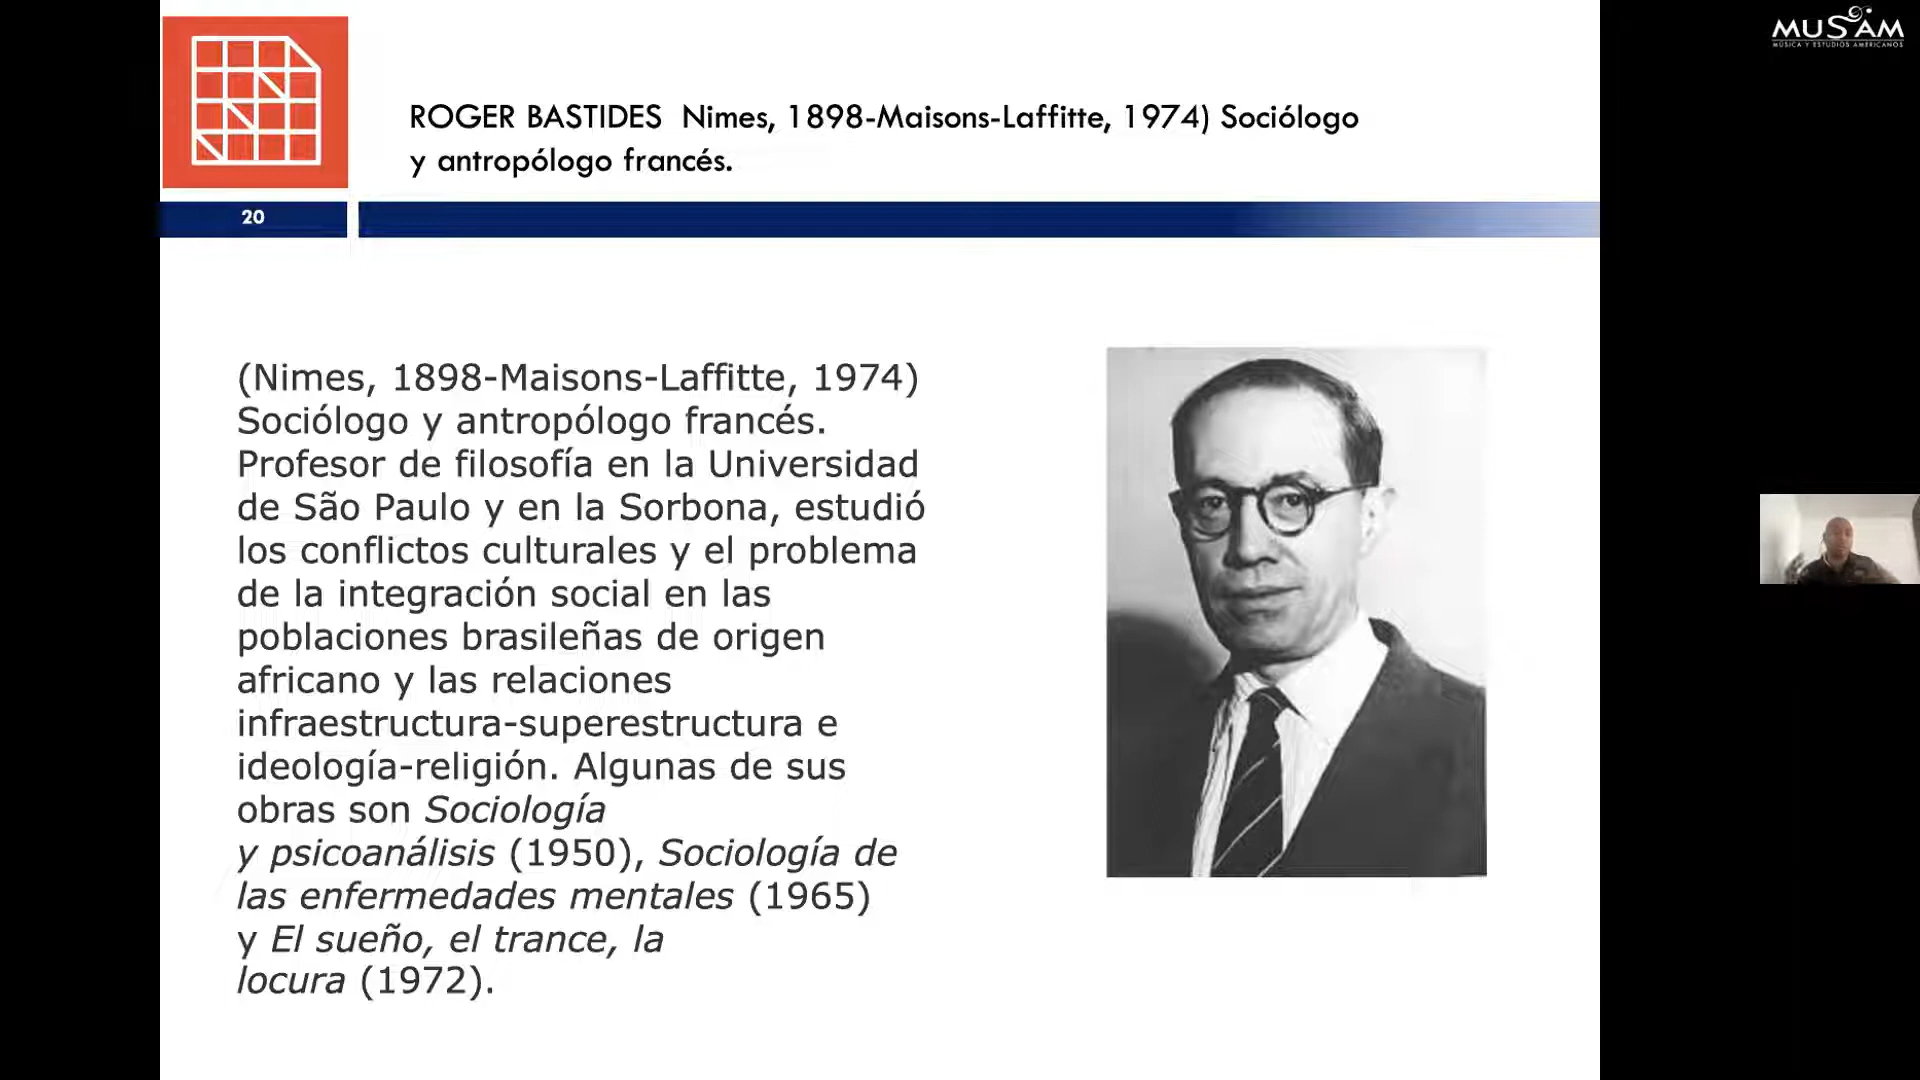 MUSAM
MÚSICA Y ESTUDIOS AMERICANOS
ROGER BASTIDES Nimes, 1898-Maisons-Laffitte, 1974) Sociólogo
y antropólogo francés.
20
(Nimes, 1898-Maisons-Laffitte, 1974)
Sociólogo y antropólogo francés.
Profesor de filosofía en la Universidad
de São Paulo y en la Sorbona, estudió
los conflictos culturales y el problema
de la integración social en las
poblaciones brasileñas de origen
africano y las relaciones
infraestructura-superestructura e
ideología-religión. Algunas de sus
obras son Sociología
y psicoanálisis (1950), Sociología de
las enfermedades mentales (1965)
y El sueño, el trance, la
locura (1972).